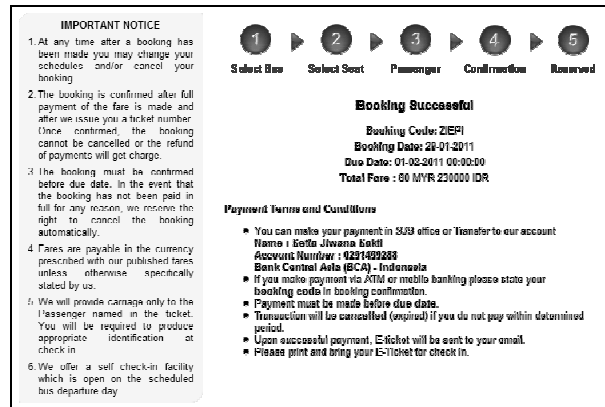 IMPORTANT NOTICE
1. At any time after a booking has
been made you may change your
schedules and/or cancel your
booking
2. The booking is confirmed after full
payment of the fare is made and
after we issue you a ticket number.
Once confirmed, the booking
cannot be cancelled or the refund
of payments will get charge.
3. The booking must be confirmed
before due date. In the event that
the booking has not been paid in
full for any reason, we reserve the
right to cancel the booking
automatically.
4. Fares are payable in the currency
prescribed with our published fares
unless otherwise specifically
stated by us.
5. We will provide carriage only to the
Passenger named in the ticket.
You will be required to produce
appropriate identification at
check in
6. We offer a self check-in facility
which is open on the scheduled
bus departure day
1 2 3 4 5
Select Bus Select Seat Passenger Confirmation Reserved
Booking Successful
Booking Code: ZIEPI
Booking Date: 29-01-2011
Due Date: 01-02-2011 00:00:00
Total Fare : 80 MYR 230000 IDR
Payment Terms and Conditions
You can make your payment in office or Transfer to our account
Name : Setia Jiwana Sakti
Account Number : 0291499288
Bank Central Asia (BCA) - Indonesia
If you make payment via ATM or mobile banking please state your
booking code in booking confirmation.
Payment must be made before due date.
Transaction will be cancelled (expired) if you do not pay within determined
period.
Upon successful payment, E-ticket will be sent to your email.
Please print and bring your E-Ticket for check in.